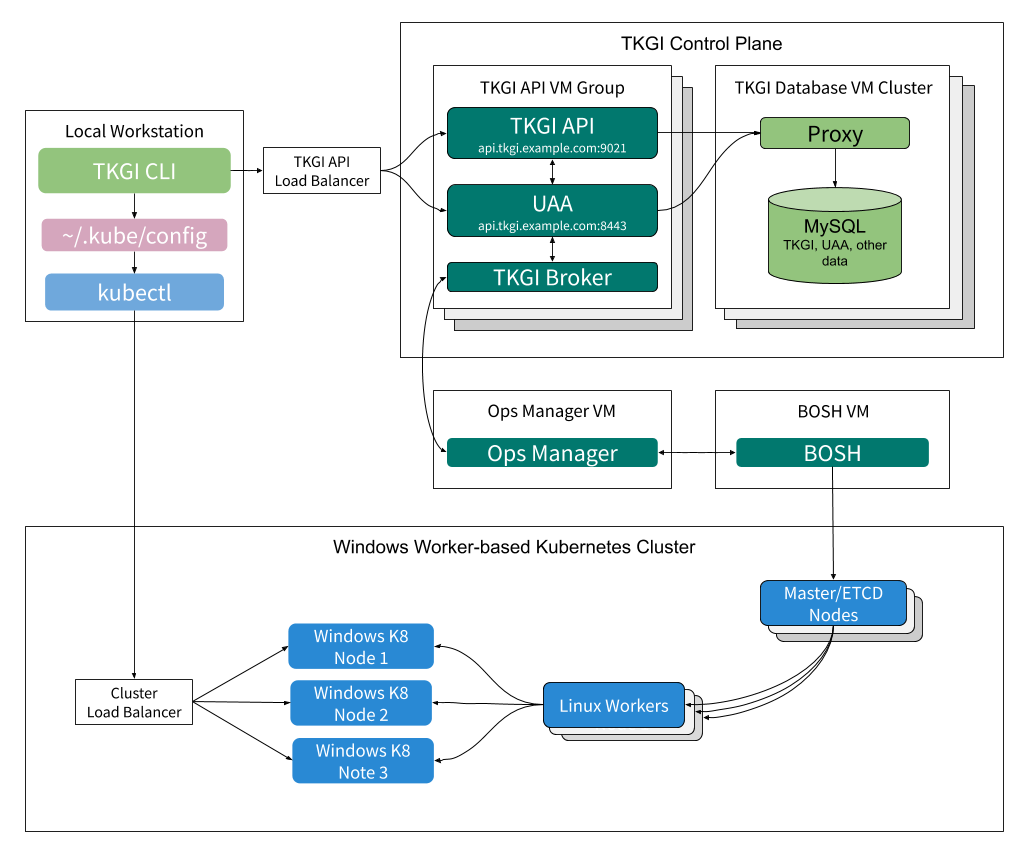 TKGI Control Plane
TKGI API VM Group
TKGI API
api.tkgi.example.com:9021
UAA
api.tkgi.example.com:8443
TKGI Broker
TKGI Database VM Cluster
Proxy
MySQL
TKGI, UAA, other
data
Local Workstation
TKGI CLI
~/.kube/config
kubectl
TKGI API
Load Balancer
Ops Manager VM
Ops Manager
BOSH VM
BOSH
Windows Worker-based Kubernetes Cluster
Master/ETCD
Nodes
Windows K8
Node 1
Windows K8
Node 2
Windows K8
Note 3
Linux Workers
Cluster
Load Balancer